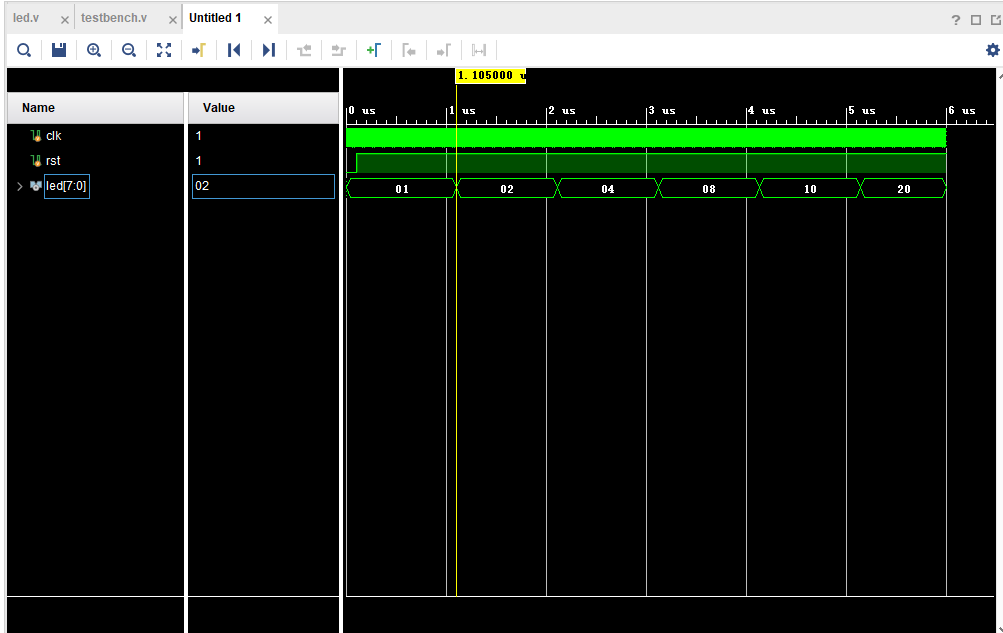 led.v × testbench.v × Untitled 1 × ?
1.105000 u
Name Value
0 us 1 us 2 us 3 us 4 us 5 us 6 us
clk 1
rst 1
led[7:0] 02 01 02 04 08 10 20